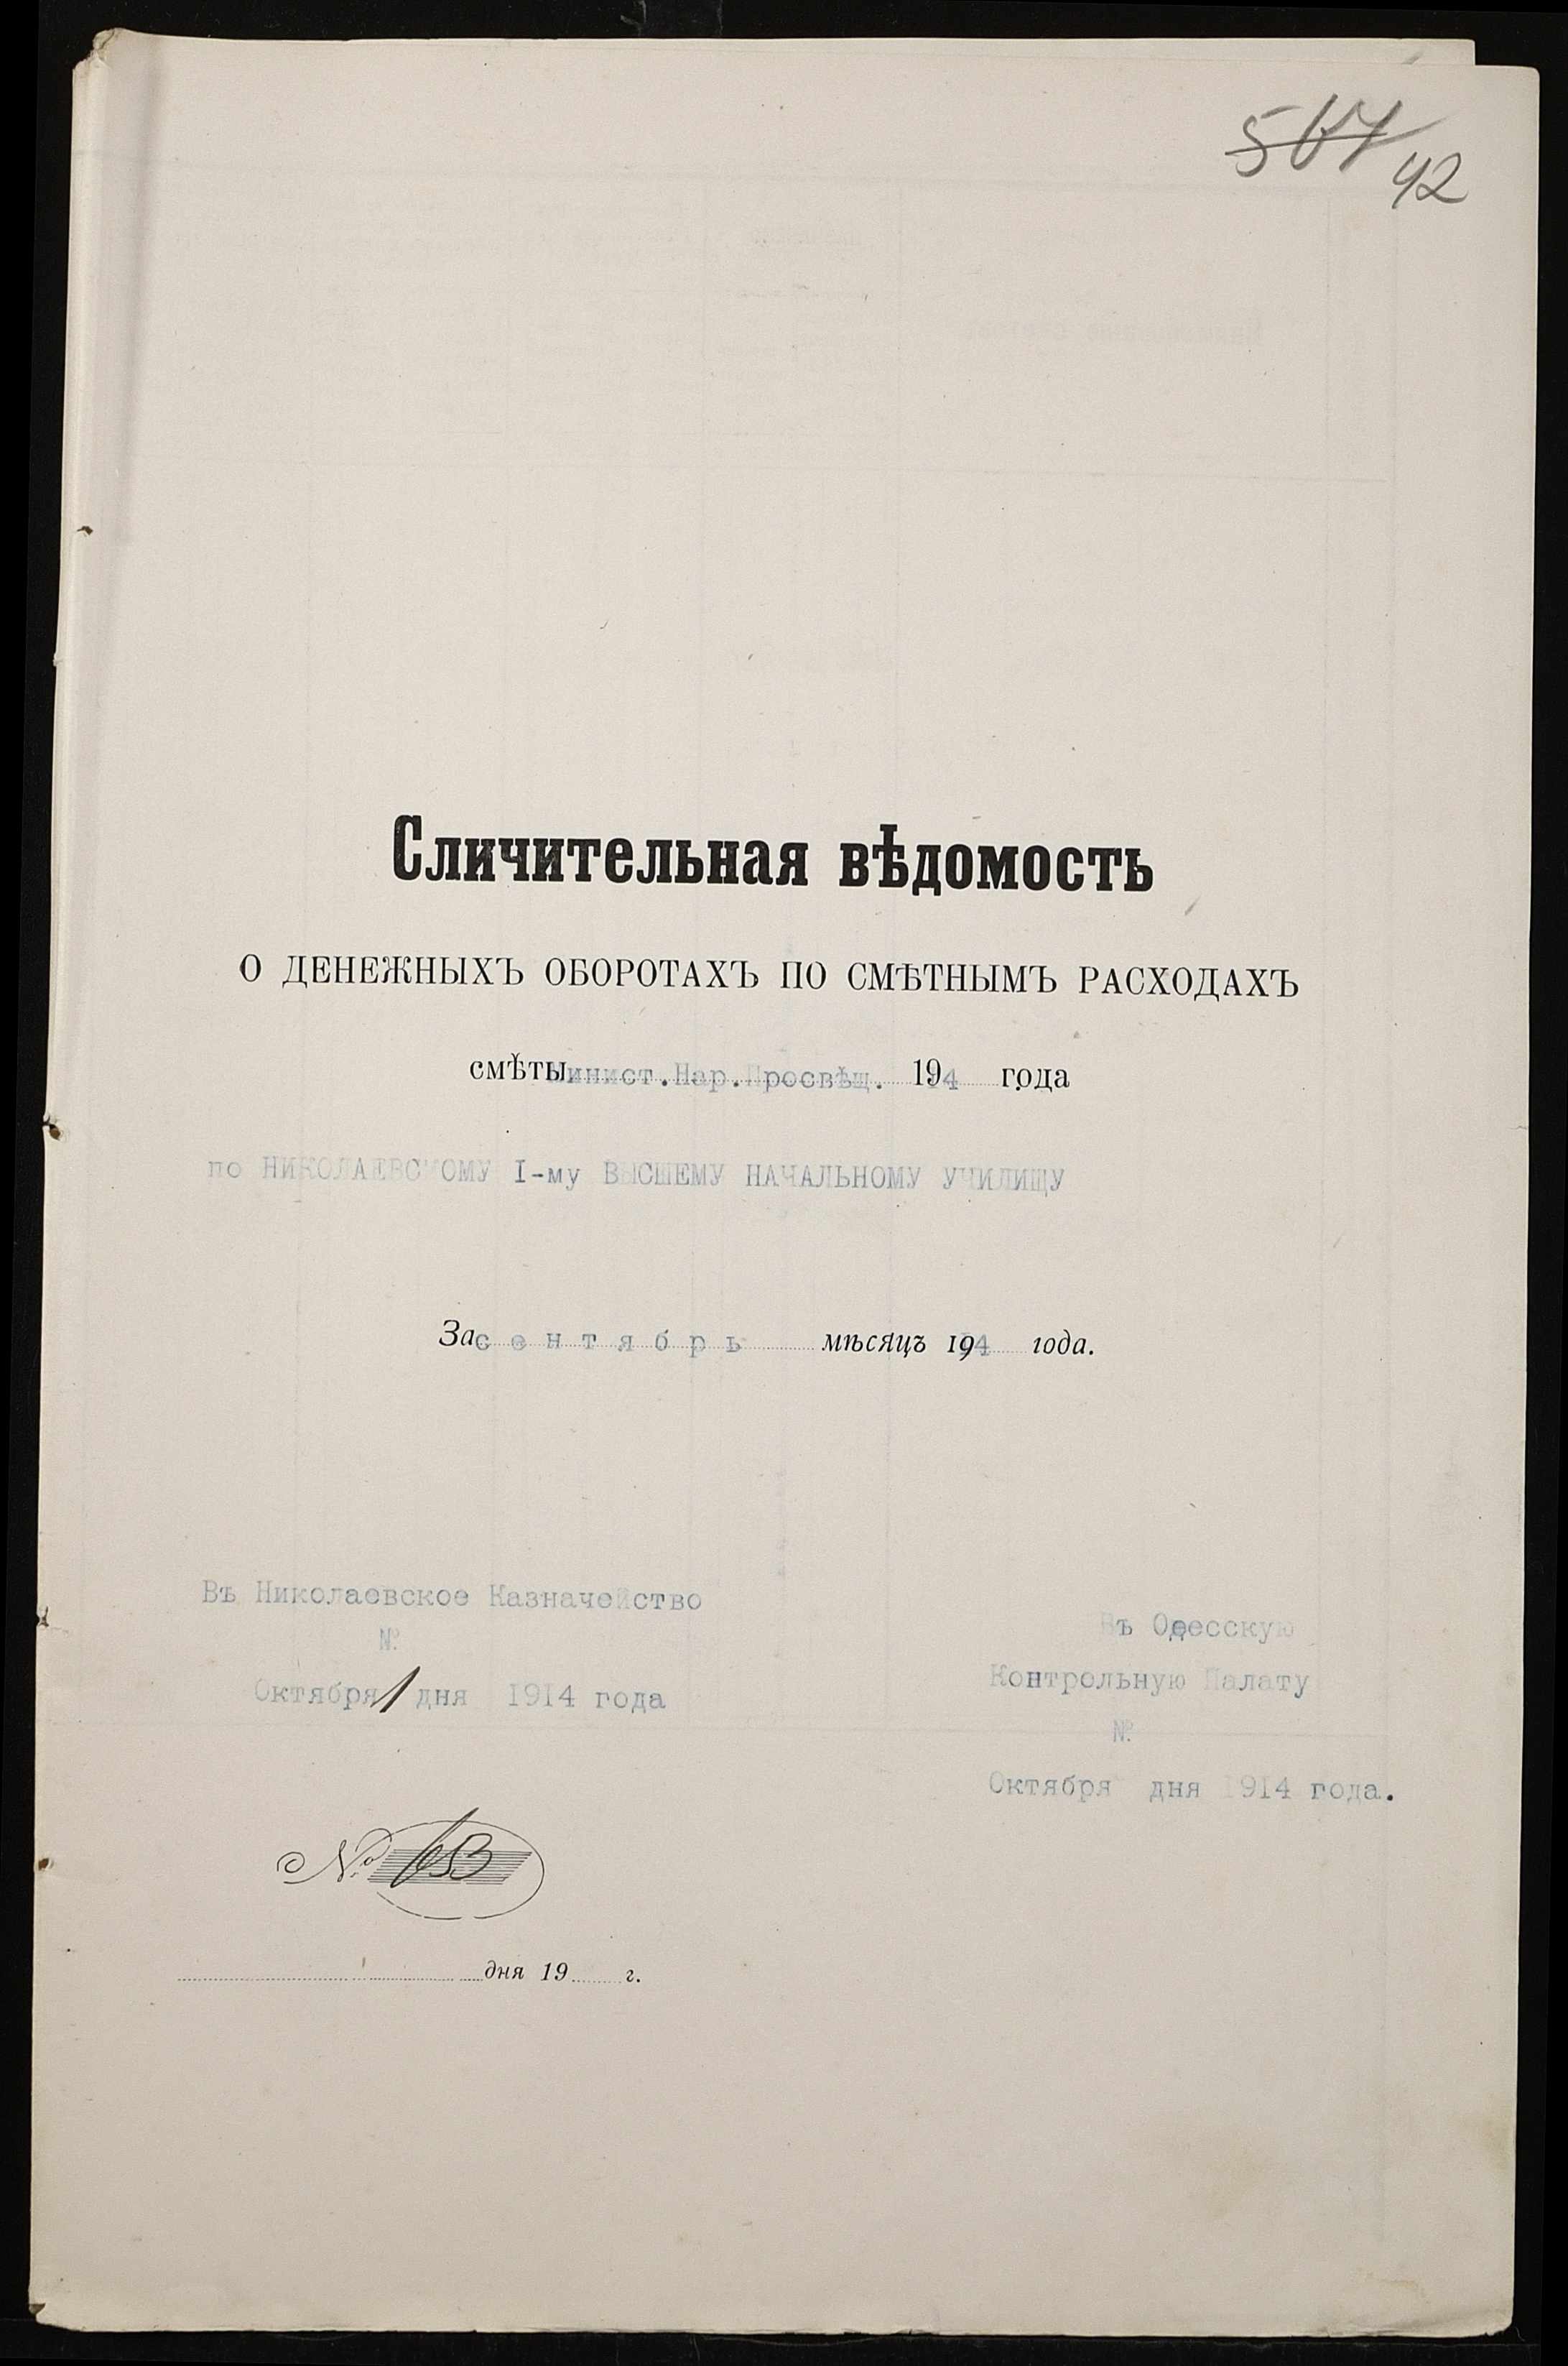 42
Сличительная вѣдомость
О ДЕНЕЖНЫХЪ ОБОРОТАХЪ ПО СМѢТНЫМЪ РАСХОДАХЪ
смѣты Минист.Нар.Просвѣщ. 1914 года
по НИКОЛАЕВСКОМУ I-му ВЫСШЕМУ НАЧАЛЬНОМУ УЧИЛИЩУ
За сентябрь мѣсяцъ 1914 года.
Въ Николаевское Казначейство
№
Октября 1 дня 1914 года
Въ Одесскую
Контрольную Палату
№
Октября дня 1914 года.
№ 653
дня 19 г.